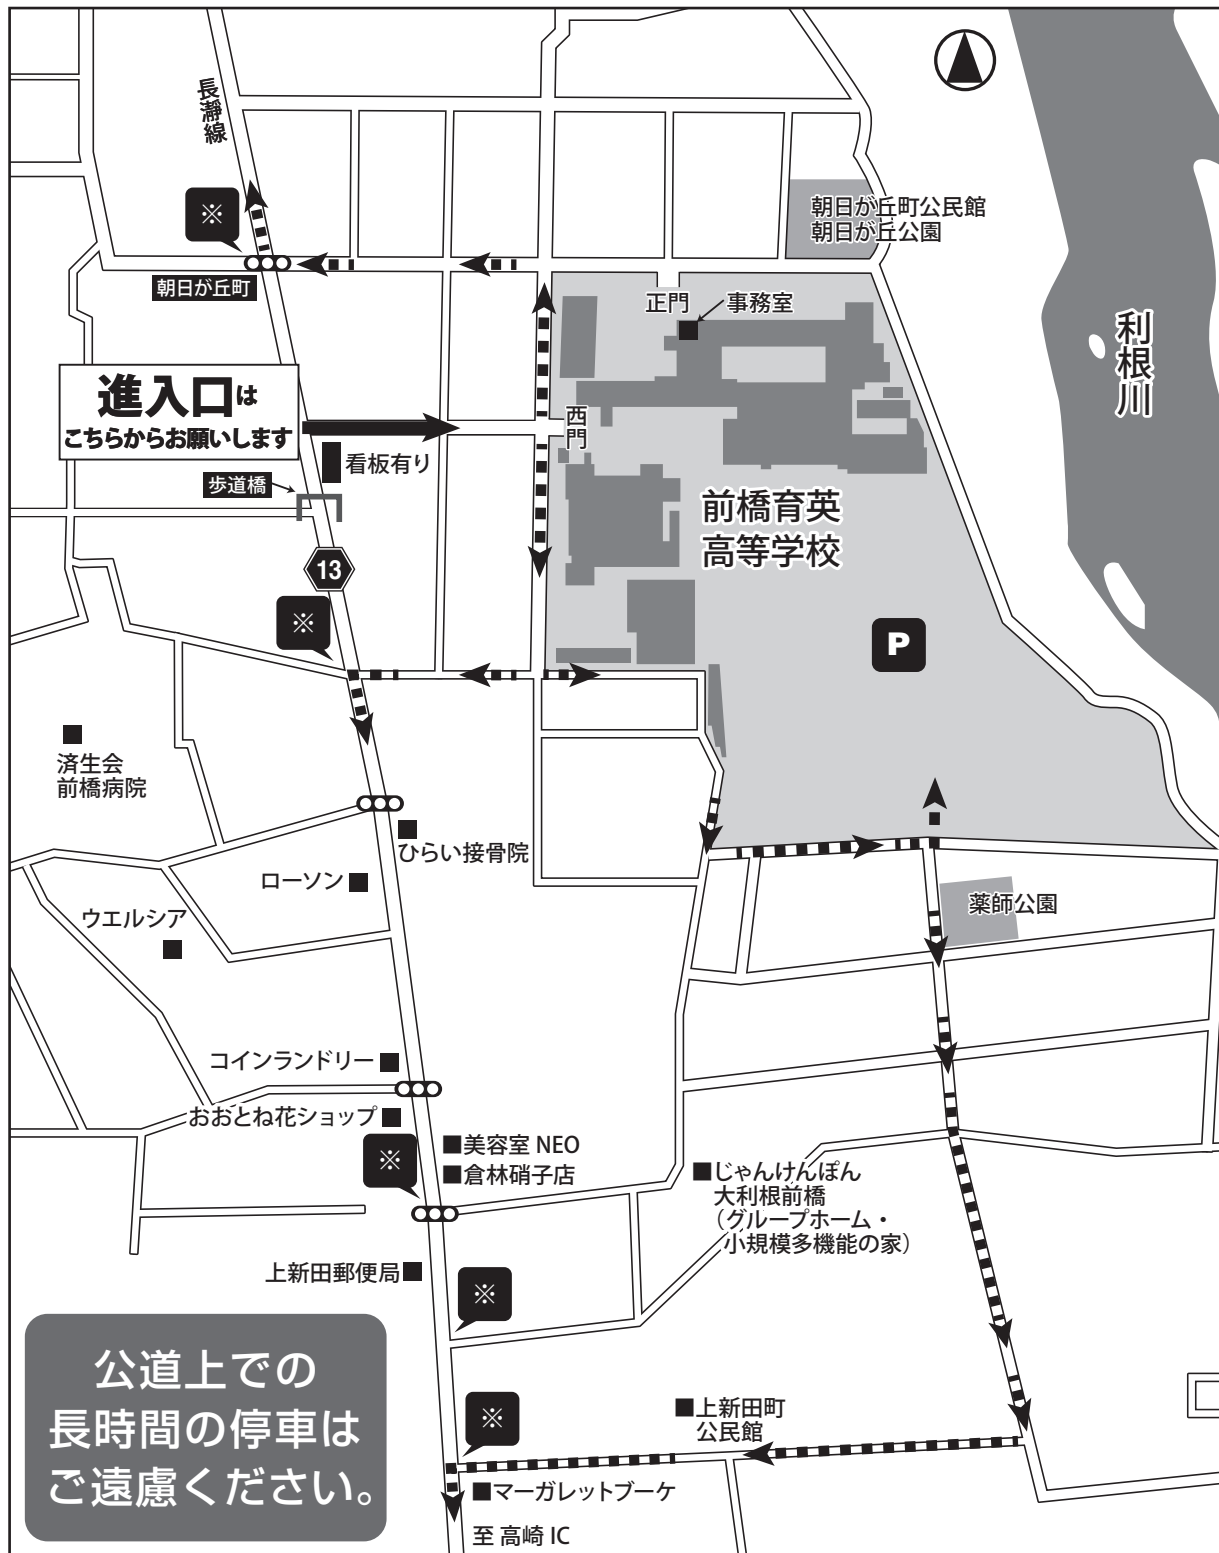 長瀞線
※
朝日が丘町公民館
朝日が丘公園
朝日が丘町
正門
事務室
利根川
進入口は
こちらからお願いします
西門
看板有り
歩道橋
前橋育英
高等学校
13
※
P
済生会
前橋病院
ひらい接骨院
ローソン
ウエルシア
薬師公園
コインランドリー
おおとね花ショップ
※
■美容室 NEO
■倉林硝子店
■じゃんけんぽん
大利根前橋
（グループホーム・
小規模多機能の家）
上新田郵便局
※
公道上での
長時間の停車は
ご遠慮ください。
※
■上新田町
公民館
■マーガレットブーケ
至 高崎 IC